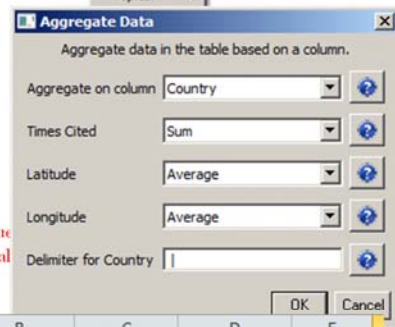 Aggregate Data
Aggregate data in the table based on a column.
Aggregate on column Country
Times Cited Sum
Latitude Average
Longitude Average
Delimiter for Country |
OK Cancel